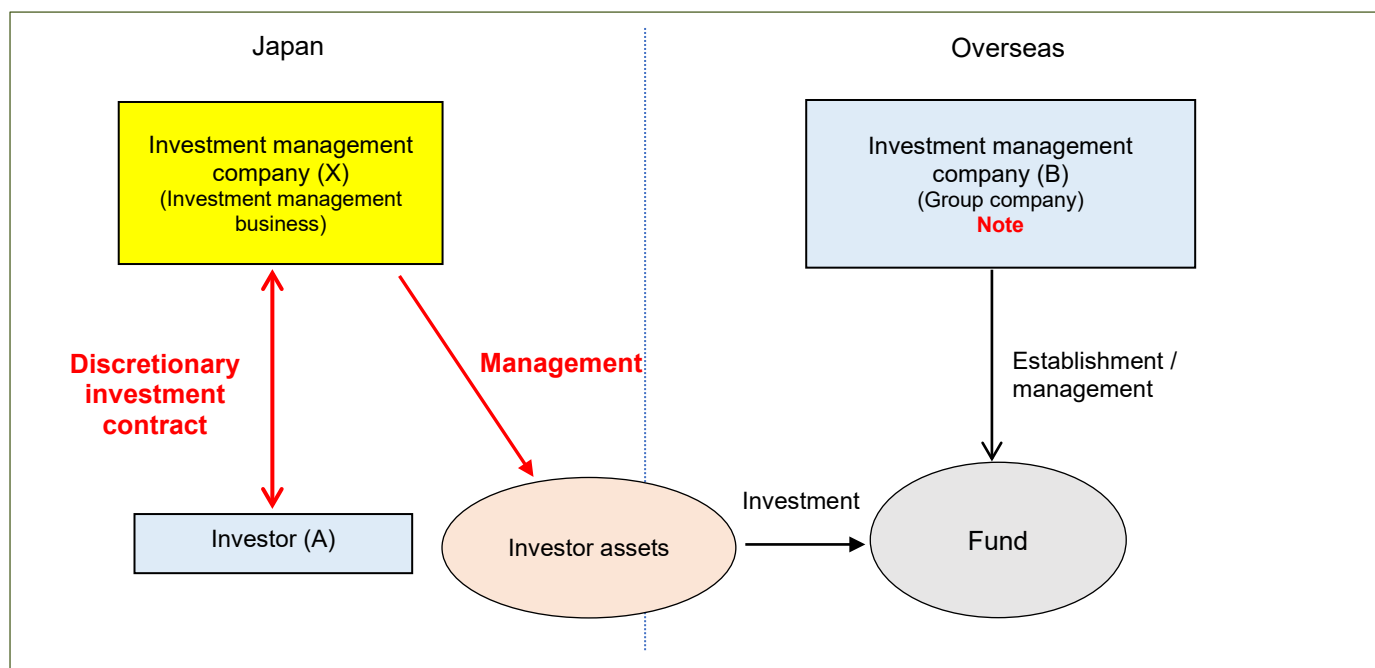 Japan
Overseas
Investment management
company (X)
(Investment management
business)
Investment management
company (B)
(Group company)
Note
Discretionary
investment
contract
Management
Establishment /
management
Investor (A)
Investor assets
Investment
Fund